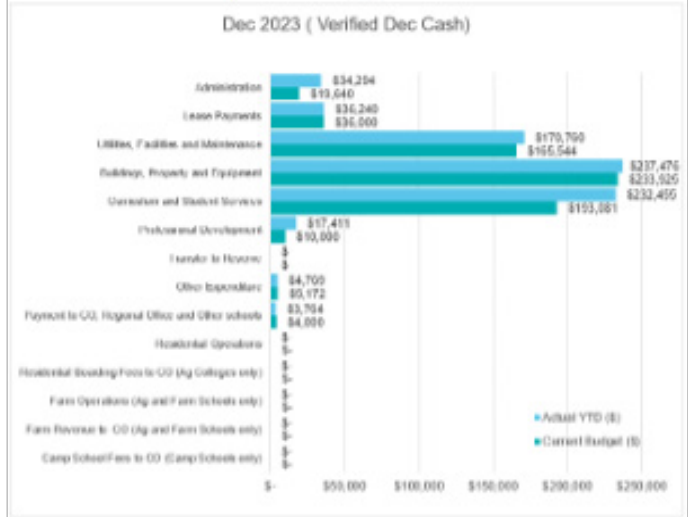 Dec 2023 ( Verified Dec Cash)
Administration
$34,294
$19,640
Lease Payments
$36,240
$36,000
Utilities, Facilities and Maintenance
$170,760
$165,544
Buildings, Property and Equipment
$237,476
$233,925
Curriculum and Student Services
$232,455
$193,081
Professional Development
$17,411
$10,000
Transfer to Reserve
$
$
Other Expenditure
$4,709
$5,172
Payment to CO, Regional Office and Other schools
$3,764
$4,000
Residential Operations
$
$-
Residential Boarding Fees to CO (Ag Colleges only)
$
$-
Farm Operations (Ag and Farm Schools only)
$
$-
Farm Revenue to CO (Ag and Farm Schools only)
$
$-
Camp School Fees to CO (Camp Schools only)
$
$-
Actual YTD ($)
Current Budget ($)
$- $50,000 $100,000 $150,000 $200,000 $250,000